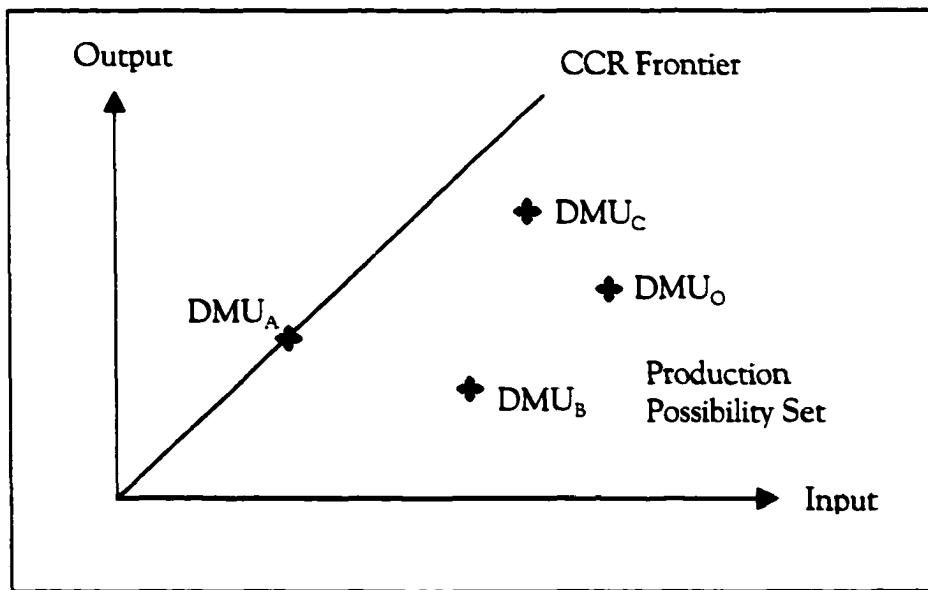 Output
CCR Frontier
DMU_C
DMU_O
DMU_A
Production
Possibility Set
DMU_B
Input